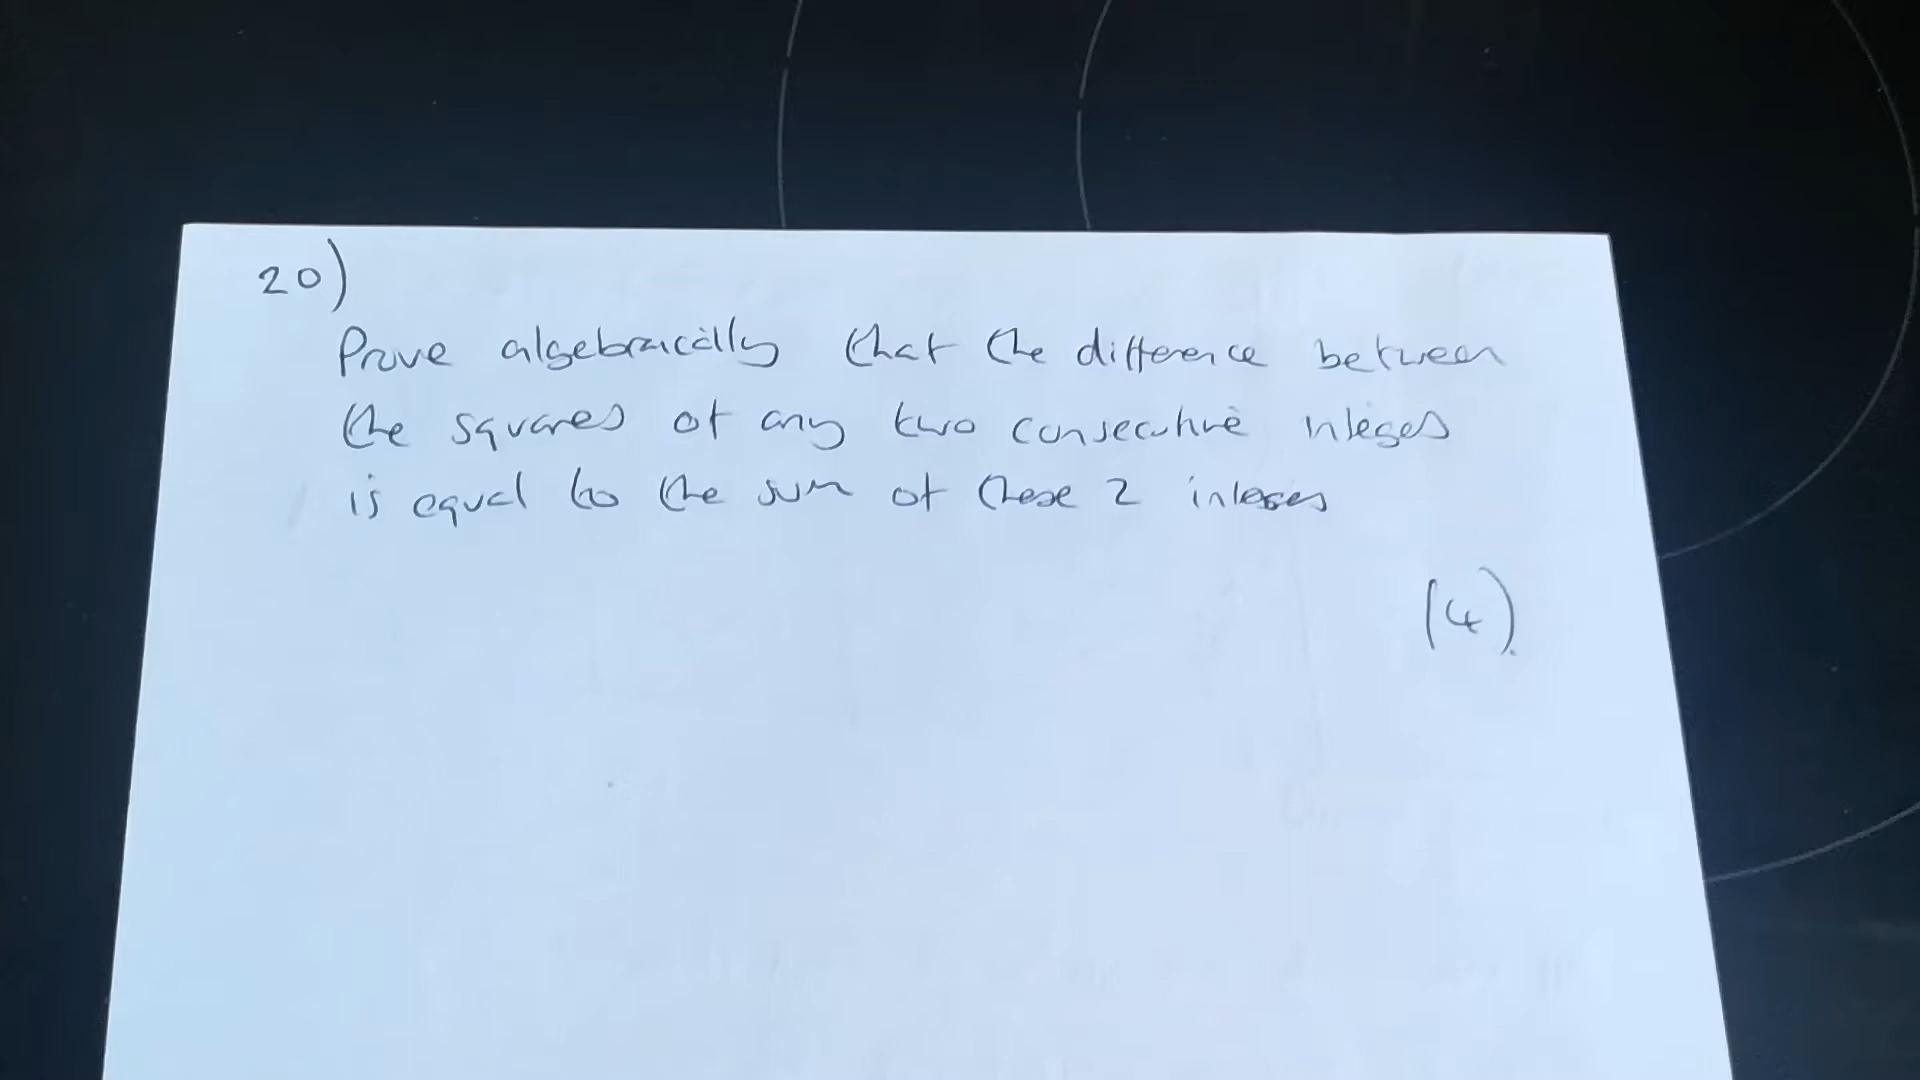 20)
Prove algebraically that the difference between
the squares of any two consecutive integers
is equal to the sum of these 2 integers
(4).